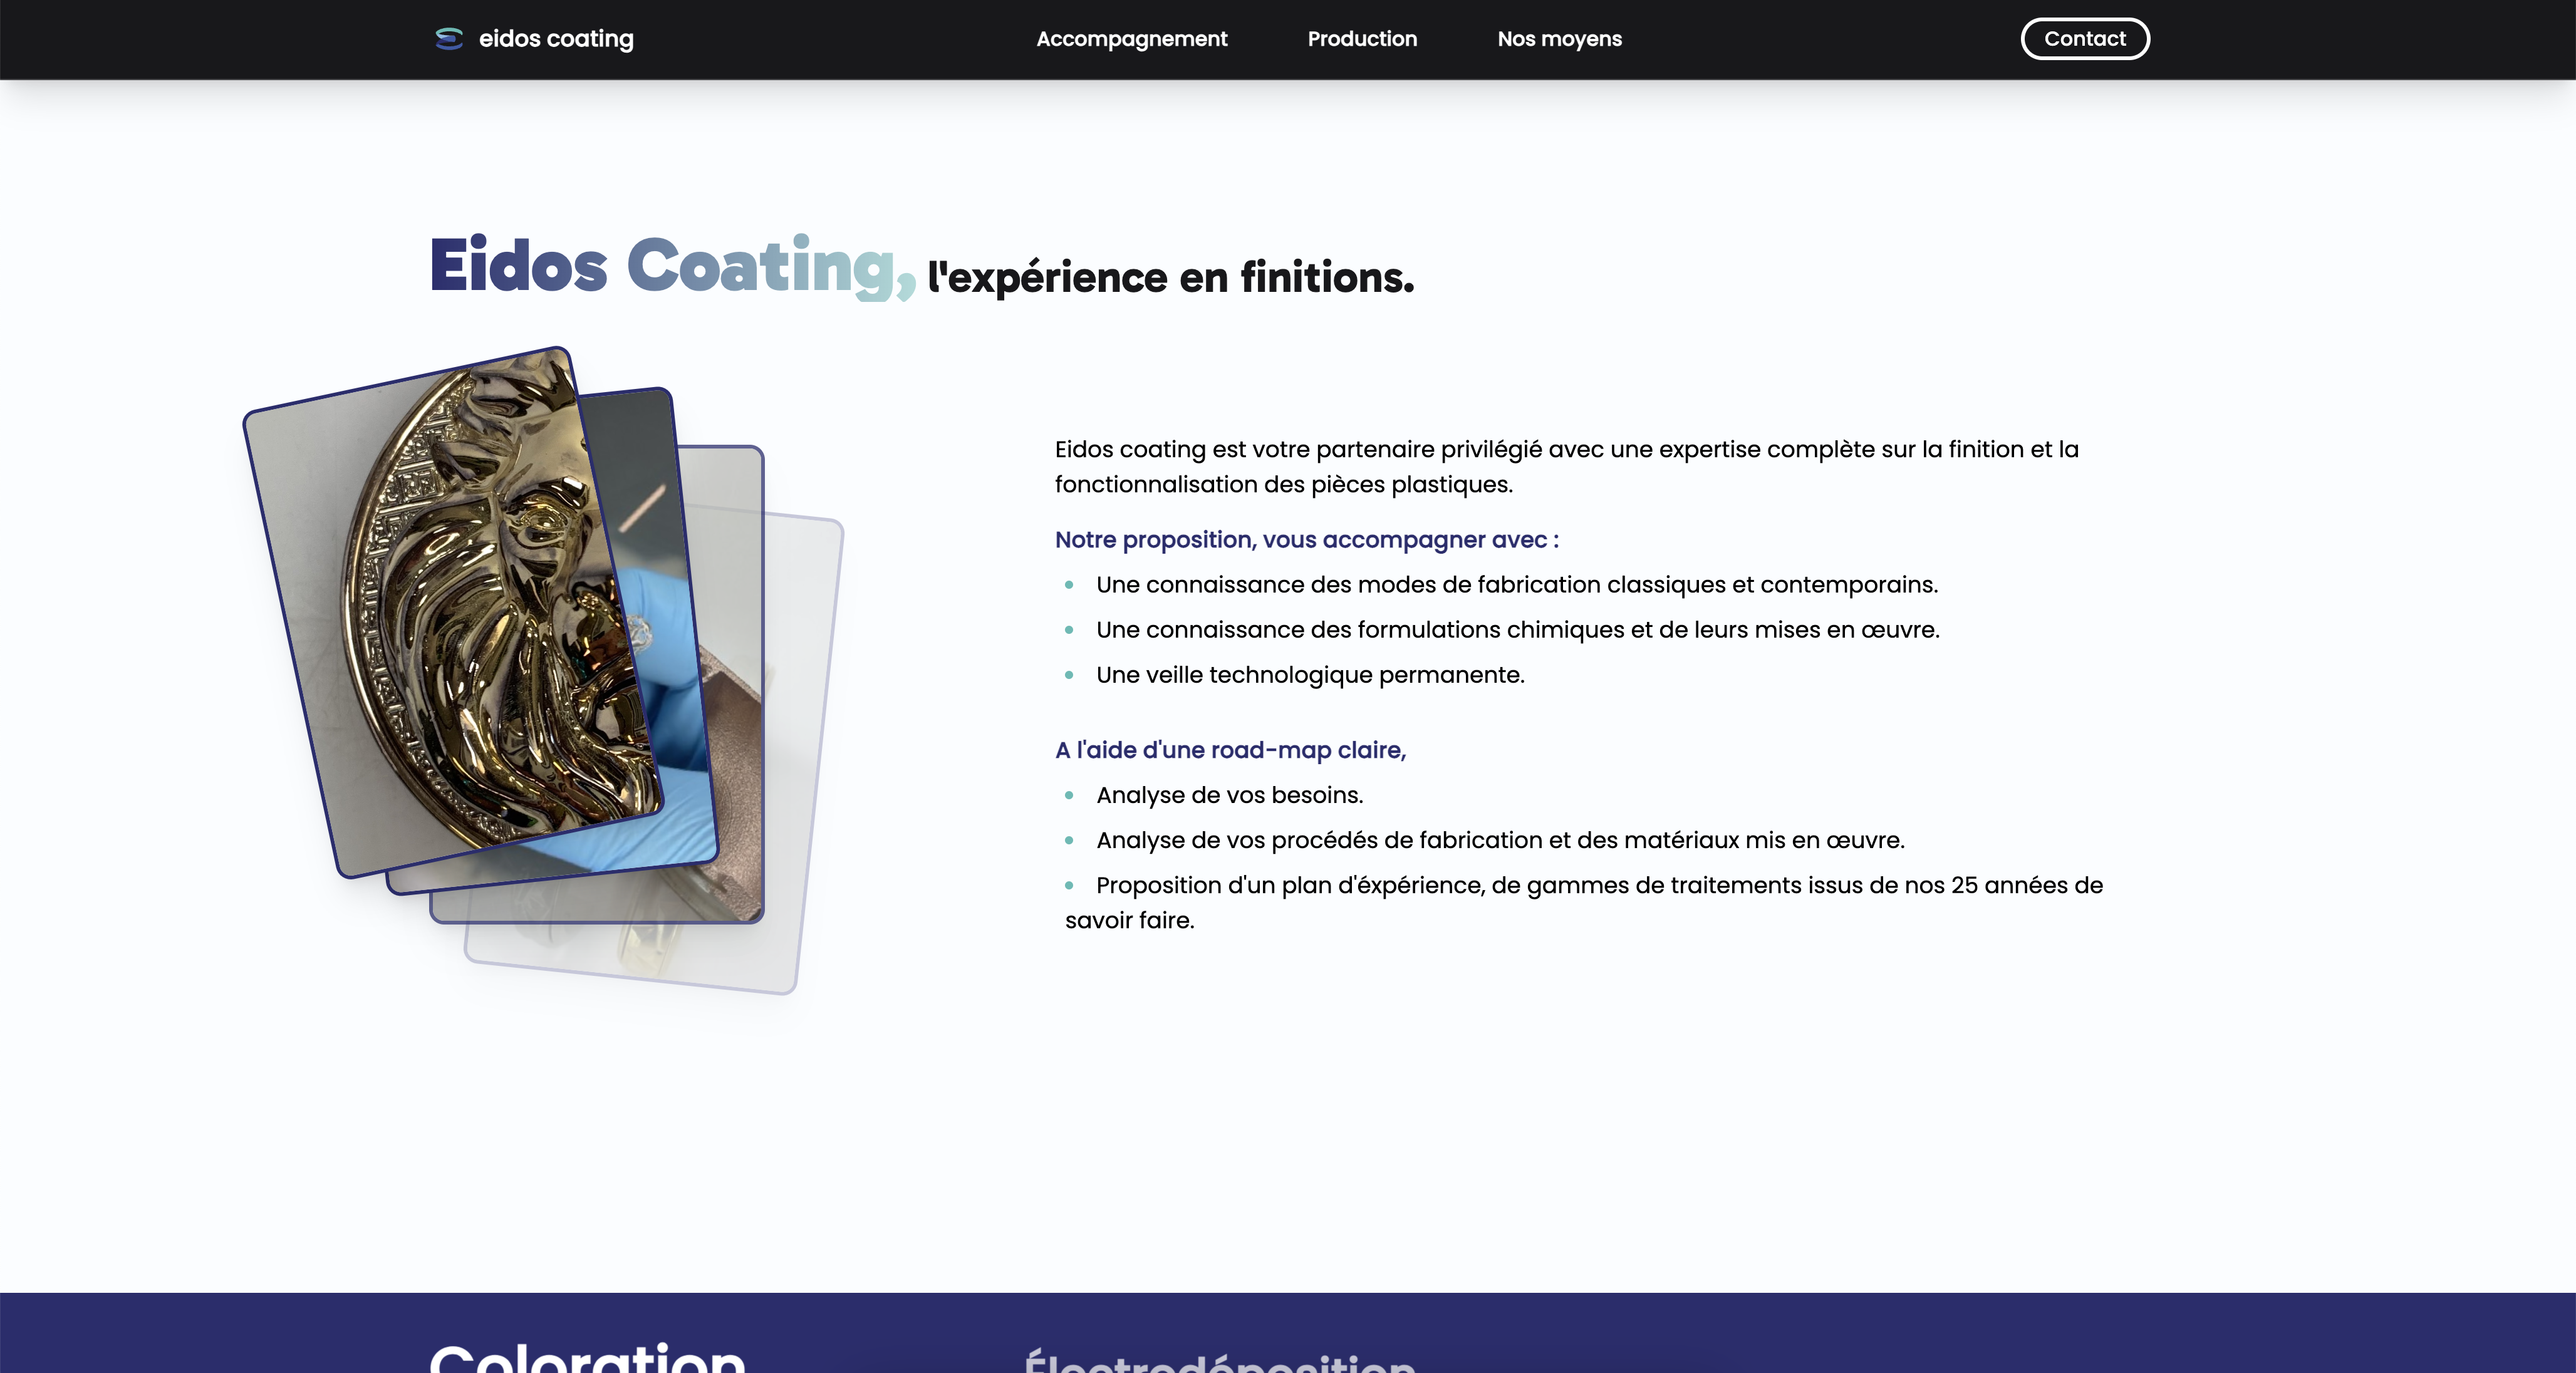 eidos coating
Accompagnement
Production
Nos moyens
Contact
Eidos Coating, l'expérience en finitions.
Eidos coating est votre partenaire privilégié avec une expertise complète sur la finition et la
fonctionnalisation des pièces plastiques.
Notre proposition, vous accompagner avec :
Une connaissance des modes de fabrication classiques et contemporains.
Une connaissance des formulations chimiques et de leurs mises en œuvre.
Une veille technologique permanente.
A l'aide d'une road-map claire,
Analyse de vos besoins.
Analyse de vos procédés de fabrication et des matériaux mis en œuvre.
Proposition d'un plan d'éxpérience, de gammes de traitements issus de nos 25 années de
savoir faire.
Coloration
Électrodéposition